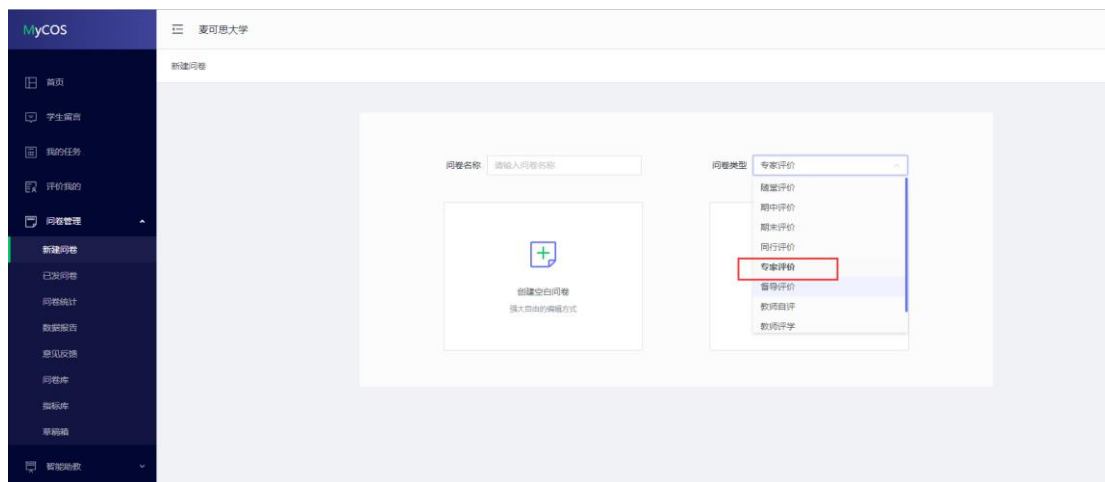 MyCOS
麦可思大学
新建问卷
首页
学生留言
我的任务
评价我的
问卷管理
新建问卷
已发问卷
问卷统计
数据报告
意见反馈
问卷库
指标库
草稿箱
智能助教
问卷名称 请输入问卷名称
问卷类型 专家评价
随堂评价
期中评价
期末评价
同行评价
专家评价
督导评价
教师自评
教师评学
创建空白问卷
强大自由的编辑方式